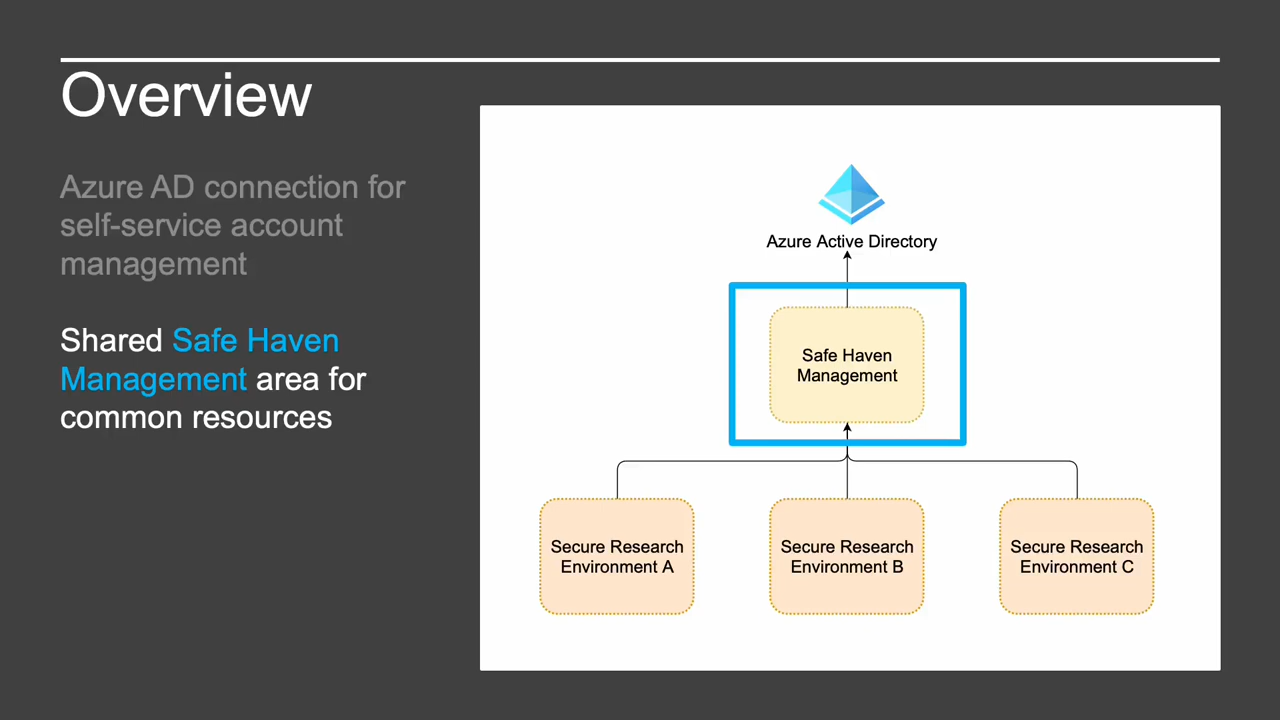 Overview
Azure AD connection for
self-service account
management
Shared Safe Haven
Management area for
common resources
Azure Active Directory
Safe Haven
Management
Secure Research
Environment A
Secure Research
Environment B
Secure Research
Environment C